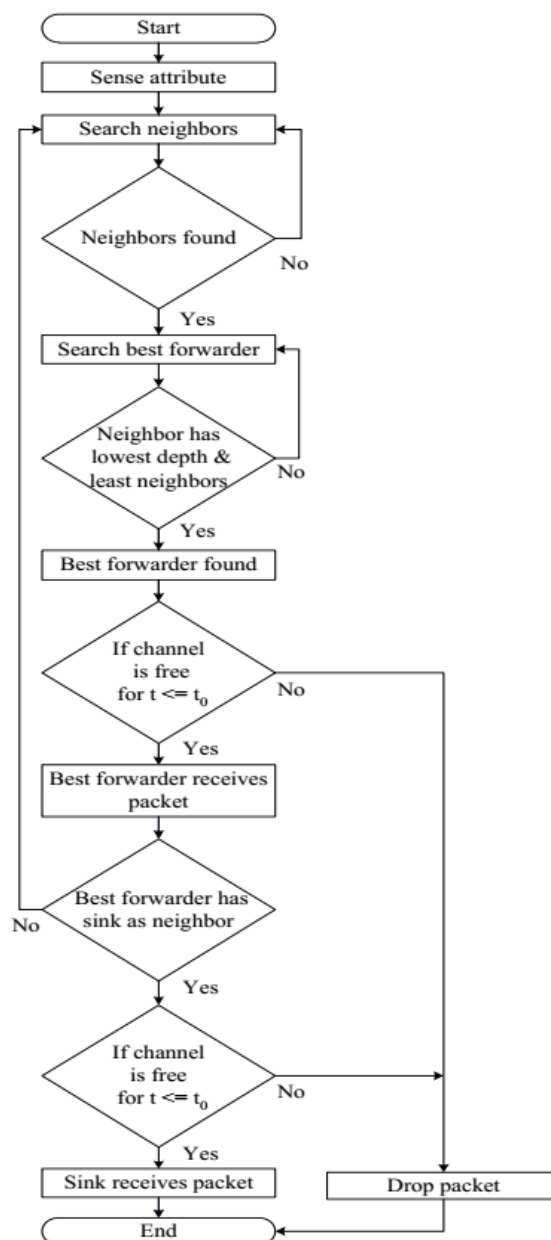 Start
Sense attribute
Search neighbors
Neighbors found
No
Yes
Search best forwarder
Neighbor has
lowest depth &
least neighbors
No
Yes
Best forwarder found
If channel
is free
for t <= t₀
No
Yes
Best forwarder receives
packet
Best forwarder has
sink as neighbor
No
Yes
If channel
is free
for t <= t₀
No
Yes
Sink receives packet
Drop packet
End